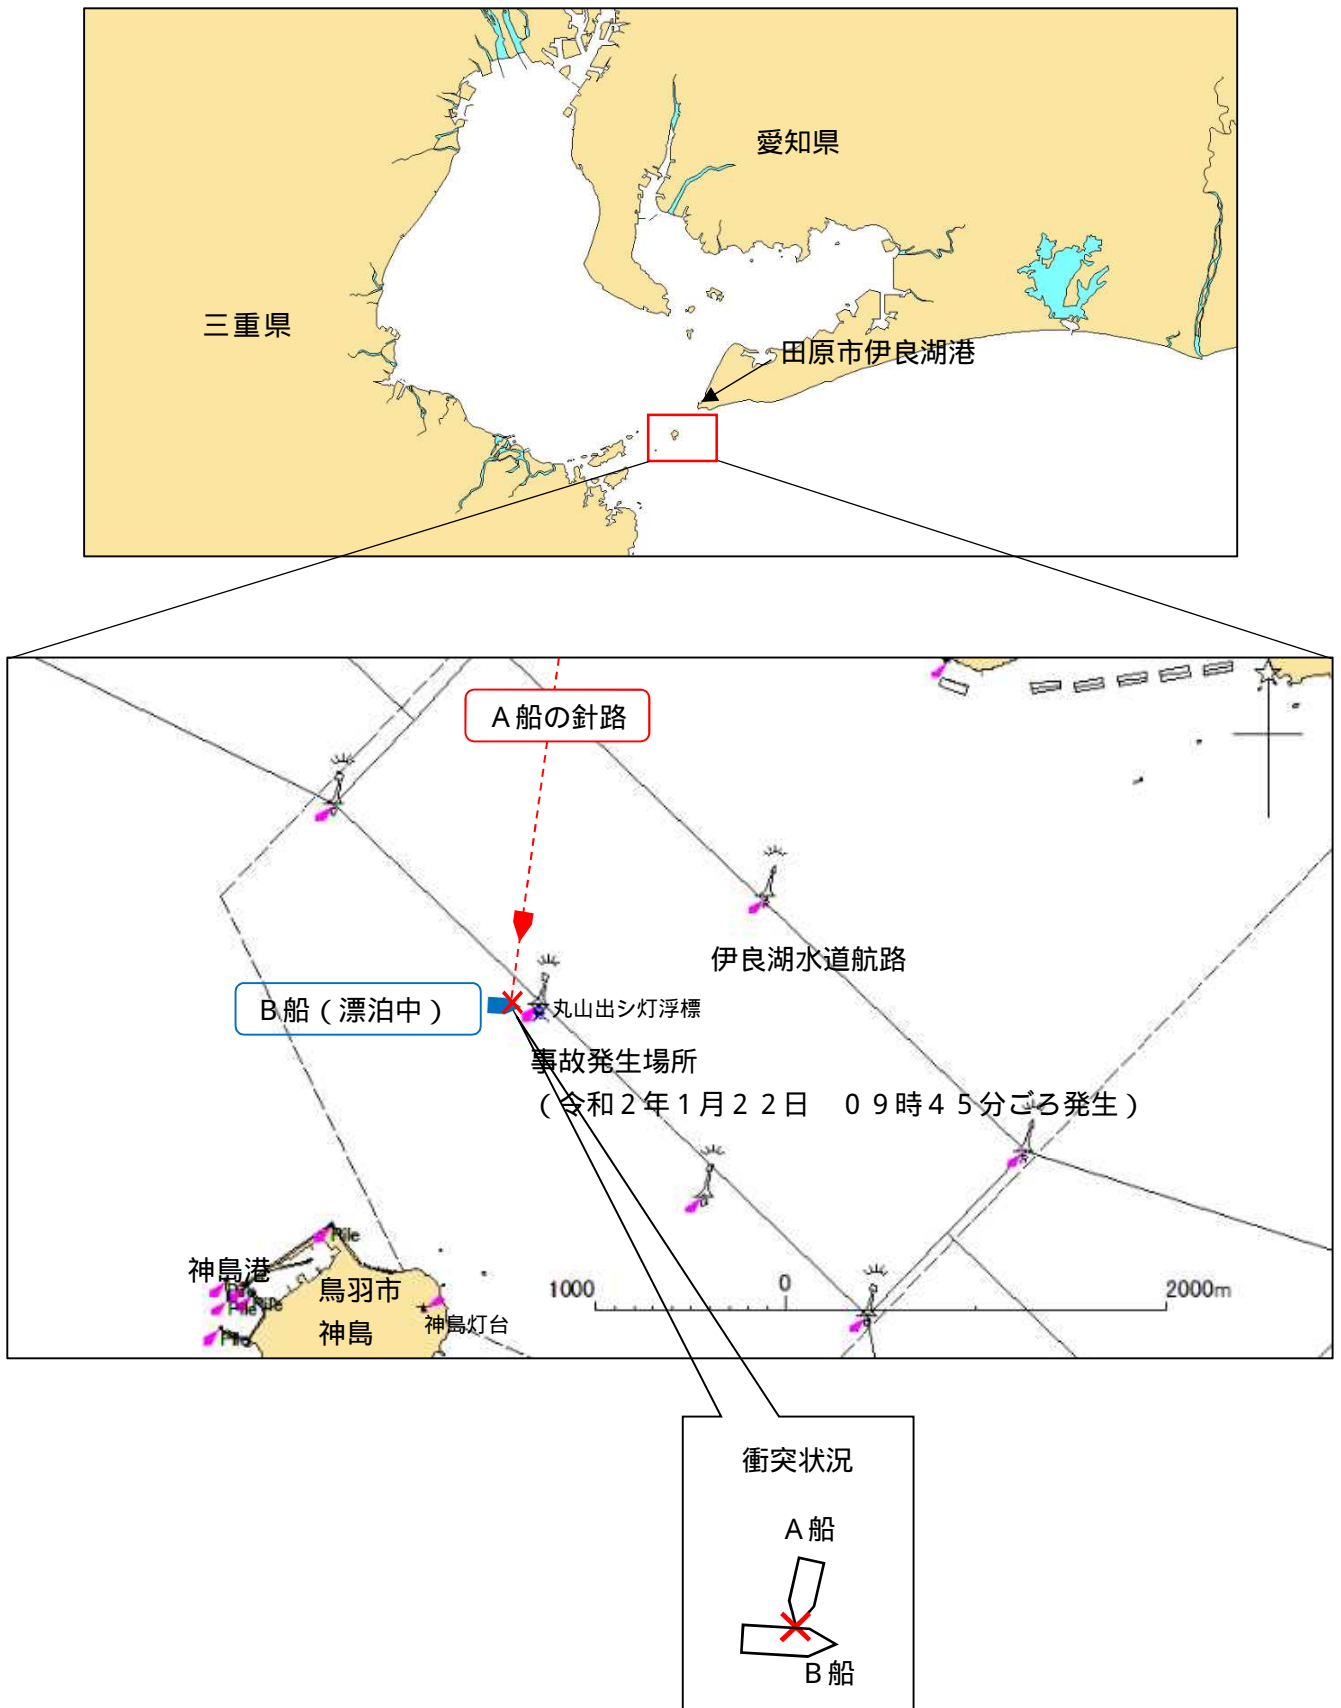 愛知県
三重県
田原市伊良湖港
A船の針路
伊良湖水道航路
B船(漂泊中)
丸山出シ灯浮標
事故発生場所
(令和2年1月22日 09時45分ごろ発生)
Pile
神島港
鳥羽市
神島
神島灯台
Pile
Pile
Pile
1000
0
2000m
衝突状況
A船
B船